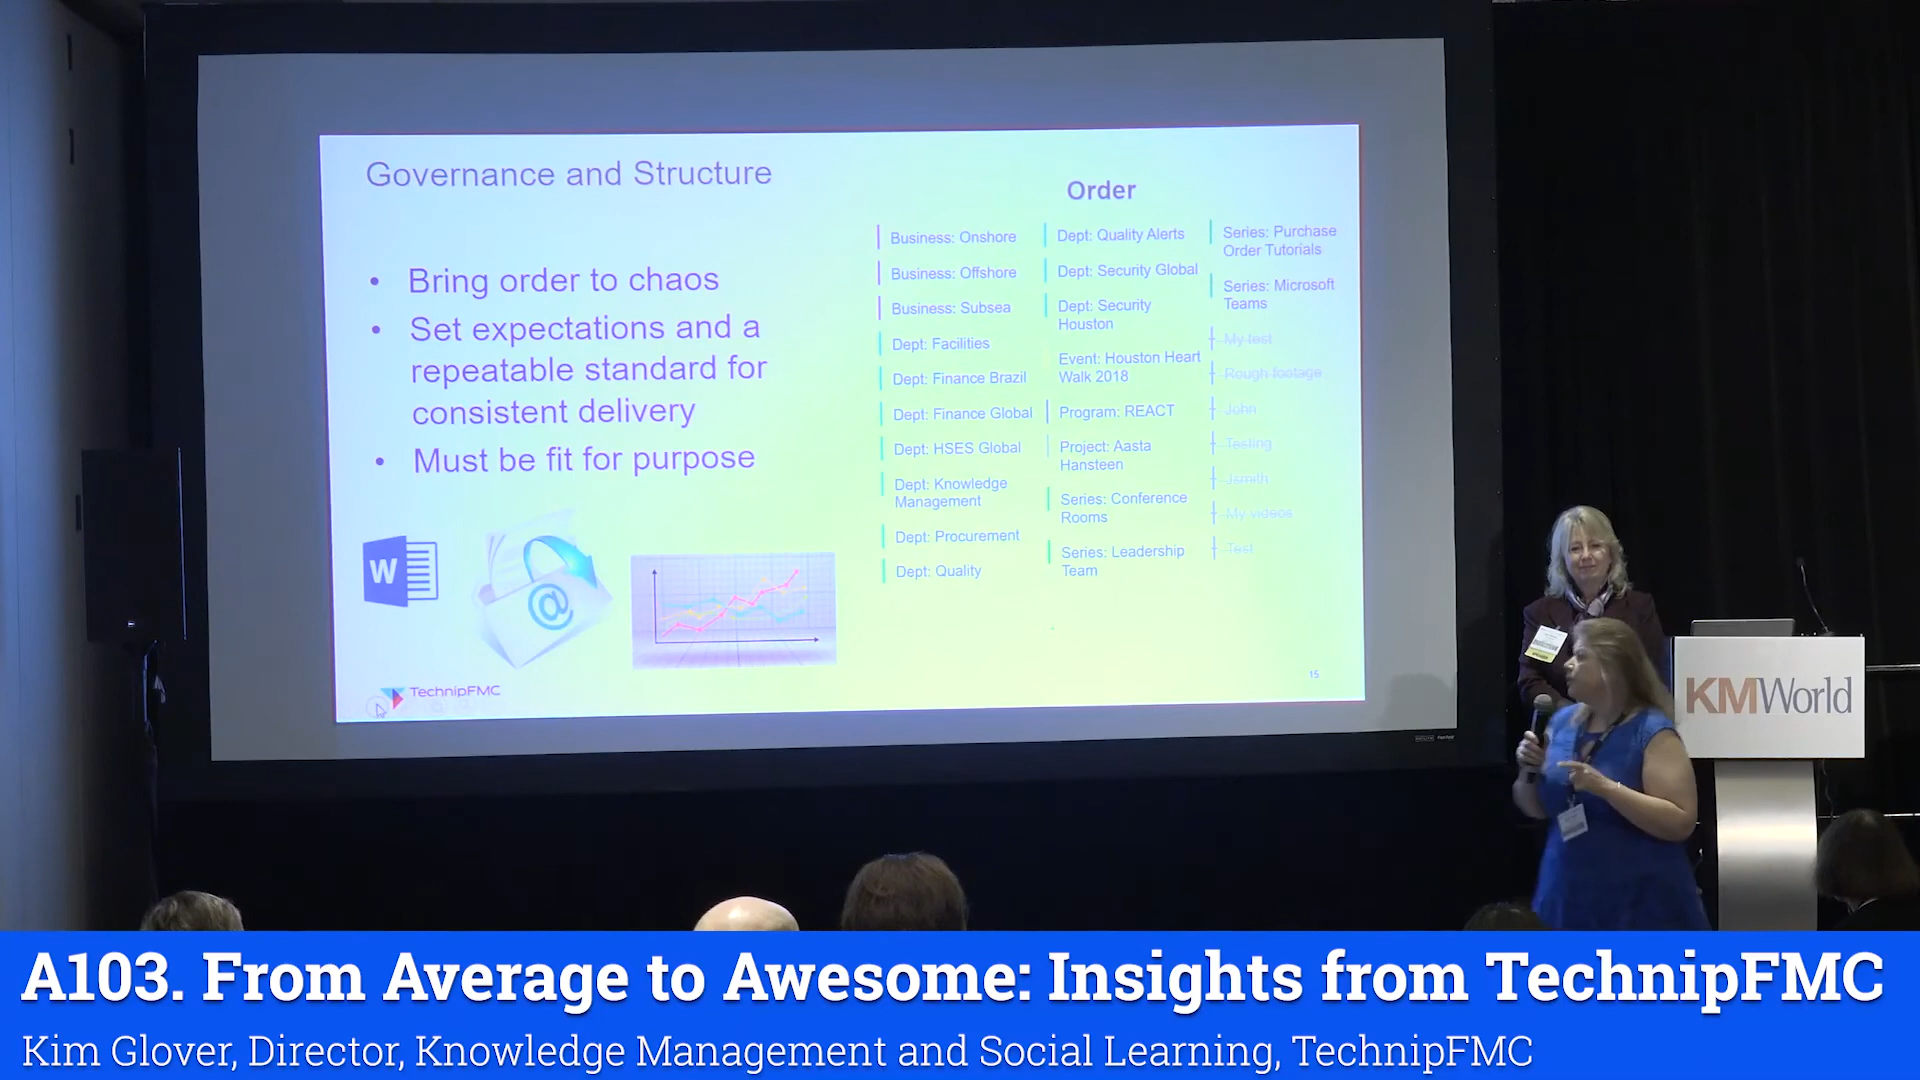 Governance and Structure
• Bring order to chaos
• Set expectations and a
repeatable standard for
consistent delivery
• Must be fit for purpose
W
@
TechnipFMC
Order
Business: Onshore
Business: Offshore
Business: Subsea
Dept: Facilities
Dept: Finance Brazil
Dept: Finance Global
Dept: HSES Global
Dept: Knowledge
Management
Dept: Procurement
Dept: Quality
Dept: Quality Alerts
Dept: Security Global
Dept: Security
Houston
Event: Houston Heart
Walk 2018
Program: REACT
Project: Aasta
Hansteen
Series: Conference
Rooms
Series: Leadership
Team
Series: Purchase
Order Tutorials
Series: Microsoft
Teams
My test
Rough footage
John
Testing
Jsmith
My videos
Test
15
KMWorld
A103. From Average to Awesome: Insights from TechnipFMC
Kim Glover, Director, Knowledge Management and Social Learning, TechnipFMC